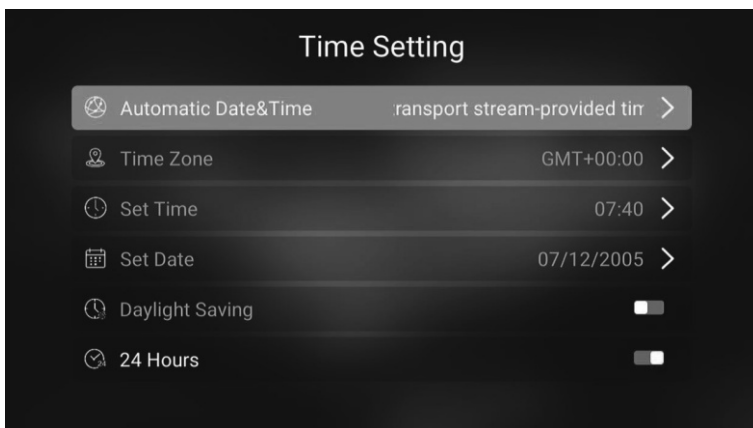 Time Setting
Automatic Date&Time ransport stream-provided tim
Time Zone GMT+00:00
Set Time 07:40
Set Date 07/12/2005
Daylight Saving
24 Hours